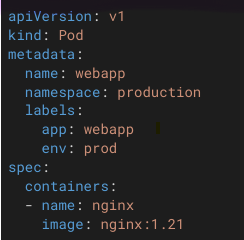 apiVersion: v1
kind: Pod
metadata:
  name: webapp
  namespace: production
  labels:
    app: webapp
    env: prod
spec:
  containers:
  - name: nginx
    image: nginx:1.21